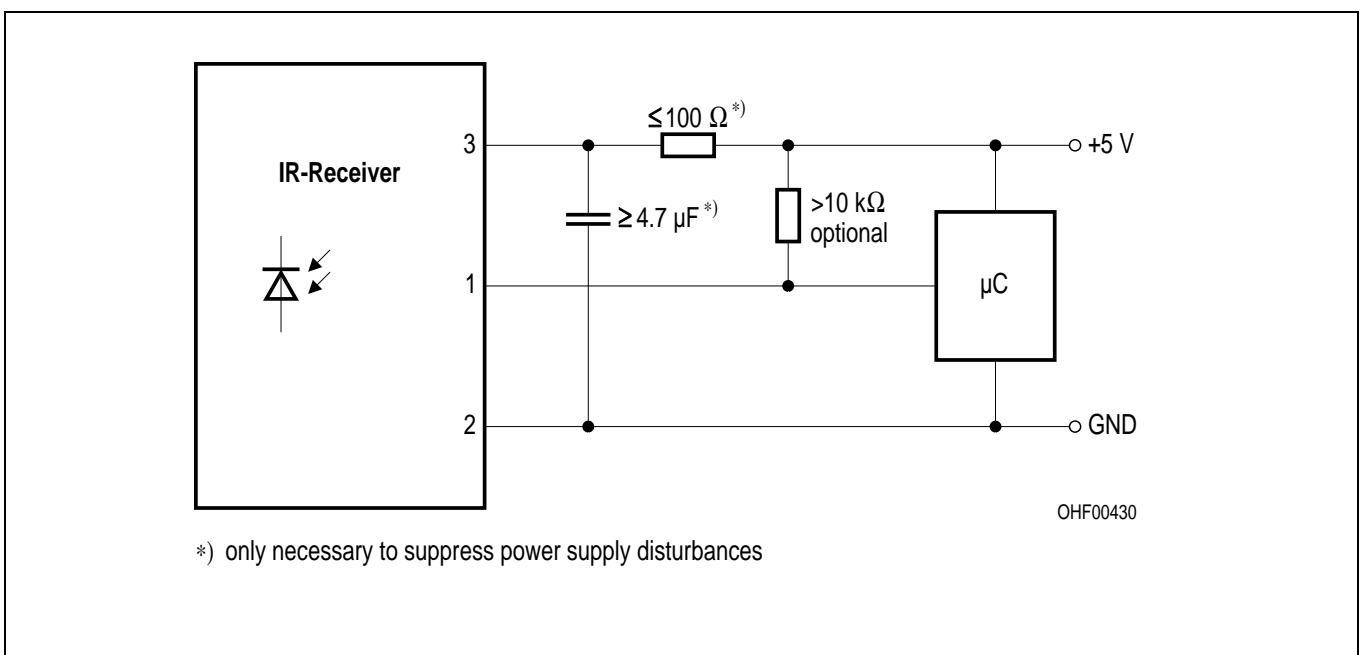 ≤100 Ω *)
3
+5 V
IR-Receiver
≥4.7 µF *)
>10 kΩ
optional
1
µC
2
GND
OHF00430
*) only necessary to suppress power supply disturbances